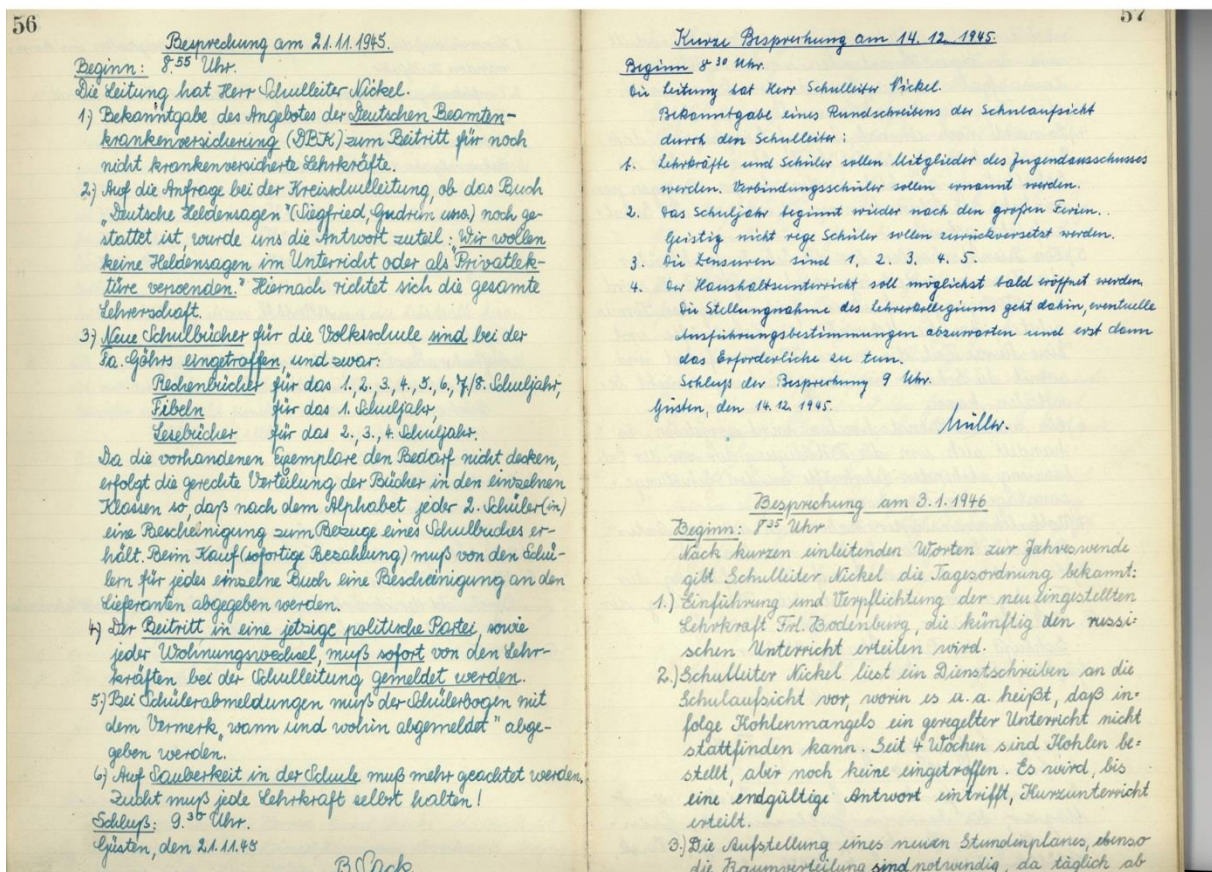 56
Besprechung am 21.11.1945.
Beginn: 8.55 Uhr.
Die Leitung hat Herr Schulleiter Nickel.
1.) Bekanntgabe des Angebotes der Deutschen Beamten-
krankenversicherung (DBK) zum Beitritt für noch
nicht krankenversicherte Lehrkräfte.
2.) Auf die Anfrage bei der Kreisschulleitung, ob das Buch
„Deutsche Heldensagen" (Siegfried, Gudrun usw.) noch ge-
stattet ist, wurde uns die Antwort zuteil: „Wir wollen
keine Heldensagen im Unterricht oder als Privatlek-
türe verwenden." Hiernach richtet sich die gesamte
Lehrerschaft.
3.) Neue Schulbücher für die Volksschule sind bei der
Fa. Göhrs eingetroffen, und zwar:
Rechenbücher für das 1., 2., 3., 4., 5., 6., 7./8. Schuljahr,
Fibeln für das 1. Schuljahr,
Lesebücher für das 2., 3., 4. Schuljahr.
Da die vorhandenen Exemplare den Bedarf nicht decken,
erfolgt die gerechte Verteilung der Bücher in den einzelnen
Klassen so, daß nach dem Alphabet jeder 2. Schüler(in)
eine Bescheinigung zum Bezuge eines Schulbuches er-
hält. Beim Kauf (sofortige Bezahlung) muß von den Schü-
lern für jedes einzelne Buch eine Bescheinigung an den
Lieferanten abgegeben werden.
4.) Der Beitritt in eine jetzige politische Partei, sowie
jeder Wohnungswechsel, muß sofort von den Lehr-
kräften bei der Schulleitung gemeldet werden.
5.) Bei Schülerabmeldungen muß der Schülerbogen mit
dem Vermerk „wann und wohin abgemeldet" abge-
geben werden.
6.) Auf Sauberkeit in der Schule muß mehr geachtet werden.
Zucht muß jede Lehrkraft selbst halten!
Schluß: 9.30 Uhr.
Güsten, den 21.11.45
57
Kurze Besprechung am 14.12.1945.
Beginn 8 30 Uhr.
Die Leitung hat Herr Schulleiter Nickel.
Bekanntgabe eines Rundschreibens der Schulaufsicht
durch den Schulleiter:
1. Lehrkräfte und Schüler sollen Mitglieder des Jugendausschusses
werden. Verbindungsschüler sollen ernannt werden.
2. Das Schuljahr beginnt wieder nach den großen Ferien.
Geistig nicht rege Schüler sollen zurückversetzt werden.
3. Die Zensuren sind 1, 2. 3. 4. 5.
4. Der Haushaltsunterricht soll möglichst bald eröffnet werden.
Die Stellungnahme des Lehrerkollegiums geht dahin, eventuelle
Ausführungsbestimmungen abzuwarten und erst dann
das Erforderliche zu tun.
Schluß der Besprechung 9 Uhr.
Güsten, den 14.12.1945.
Müller.
Besprechung am 3.1.1946
Beginn: 8 35 Uhr
Nach kurzen einleitenden Worten zur Jahreswende
gibt Schulleiter Nickel die Tagesordnung bekannt:
1.) Einführung und Verpflichtung der neu eingestellten
Lehrkraft Frl. Bodenburg, die künftig den russi=
schen Unterricht erteilen wird.
2.) Schulleiter Nickel liest ein Dienstschreiben an die
Schulaufsicht vor, worin es u. a. heißt, daß in=
folge Kohlenmangels ein geregelter Unterricht nicht
stattfinden kann. Seit 4 Wochen sind Kohlen be=
stellt, aber noch keine eingetroffen. Es wird, bis
eine endgültige Antwort eintrifft, Kurzunterricht
erteilt.
3.) Die Aufstellung eines neuen Stundenplanes, ebenso
die Raumverteilung sind notwendig, da täglich ab